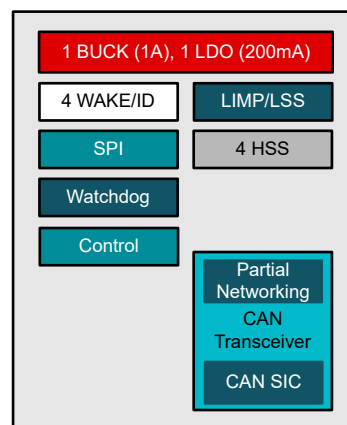 1 BUCK (1A), 1 LDO (200mA)
4 WAKE/ID
LIMP/LSS
SPI
4 HSS
Watchdog
Control
Partial
Networking
CAN
Transceiver
CAN SIC